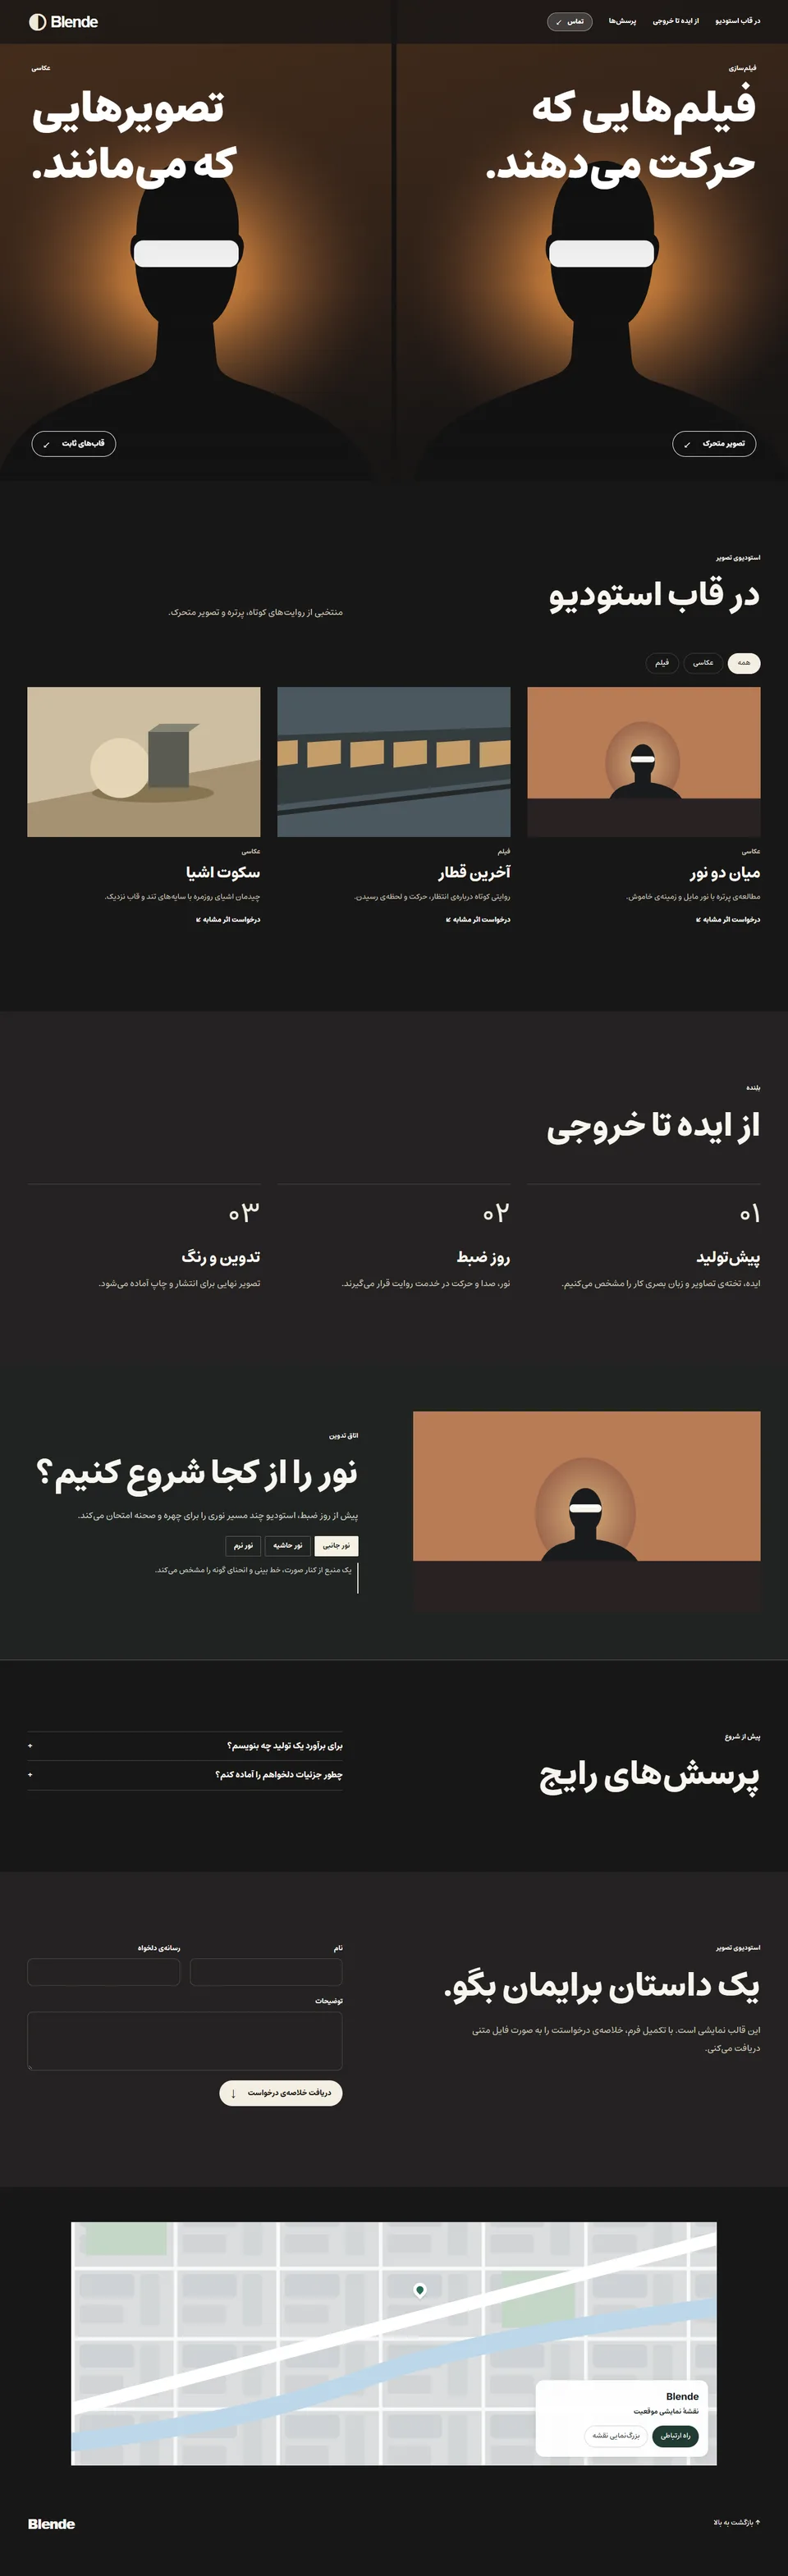 در قاب استودیو
از ایده تا خروجی
پرسش‌ها
تماس ↙
Blende
فیلم‌سازی
فیلم‌هایی که
حرکت می‌دهند.
تصویر متحرک ↙
عکاسی
تصویرهایی
که می‌مانند.
قاب‌های ثابت ↙
استودیوی تصویر
در قاب استودیو
منتخبی از روایت‌های کوتاه، پرتره و تصویر متحرک.
همه
عکاسی
فیلم
عکاسی
میان دو نور
مطالعه‌ی پرتره با نور مایل و زمینه‌ی خاموش.
درخواست اثر مشابه ↙
فیلم
آخرین قطار
روایتی کوتاه درباره‌ی انتظار، حرکت و لحظه‌ی رسیدن.
درخواست اثر مشابه ↙
عکاسی
سکوت اشیا
چیدمان اشیای روزمره با سایه‌های تند و قاب نزدیک.
درخواست اثر مشابه ↙
بلنده
از ایده تا خروجی
۰۱
پیش‌تولید
ایده، تخته‌ی تصاویر و زبان بصری کار را مشخص می‌کنیم.
۰۲
روز ضبط
نور، صدا و حرکت در خدمت روایت قرار می‌گیرند.
۰۳
تدوین و رنگ
تصویر نهایی برای انتشار و چاپ آماده می‌شود.
اتاق تدوین
نور را از کجا شروع کنیم؟
پیش از روز ضبط، استودیو چند مسیر نوری را برای چهره و صحنه امتحان می‌کند.
نور جانبی
نور حاشیه
نور نرم
یک منبع از کنار صورت، خط بینی و انحنای گونه را مشخص می‌کند.
پیش از شروع
پرسش‌های رایج
برای برآورد یک تولید چه بنویسم؟ +
چطور جزئیات دلخواهم را آماده کنم؟ +
استودیوی تصویر
یک داستان برایمان بگو.
این قالب نمایشی است. با تکمیل فرم، خلاصه‌ی درخواستت را به صورت فایل متنی
دریافت می‌کنی.
نام
رسانه‌ی دلخواه
توضیحات
دریافت خلاصه‌ی درخواست ↓
Blende
نقشهٔ نمایشی موقعیت
راه ارتباطی
بزرگ‌نمایی نقشه
↑ بازگشت به بالا
Blende